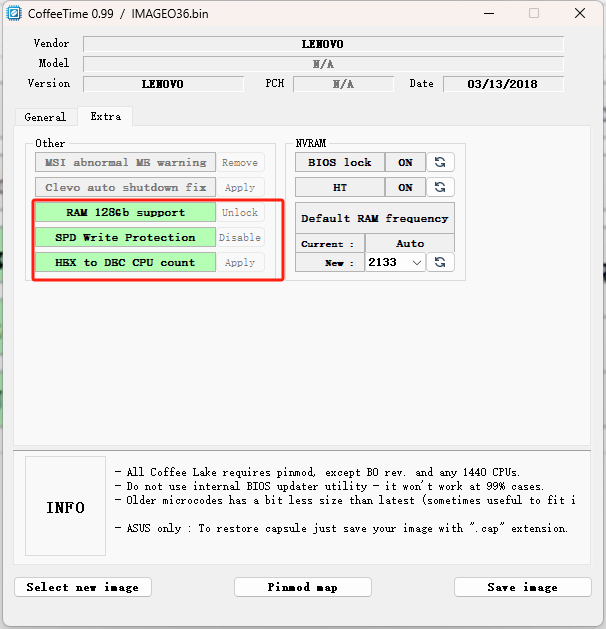 CoffeeTime 0.99 / IMAGEO36.bin
Vendor LENOVO
Model N/A
Version LENOVO PCH N/A Date 03/13/2018
General Extra
Other
MSI abnormal ME warning Remove
Clevo auto shutdown fix Apply
RAM 128Gb support Unlock
SPD Write Protection Disable
HEX to DEC CPU count Apply
NVRAM
BIOS lock ON
HT ON
Default RAM frequency
Current : Auto
New : 2133
INFO
- All Coffee Lake requires pinmod, except B0 rev. and any 1440 CPUs.
- Do not use internal BIOS updater utility - it won't work at 99% cases.
- Older microcodes has a bit less size than latest (sometimes useful to fit i
- ASUS only : To restore capsule just save your image with ".cap" extension.
Select new image Pinmod map Save image